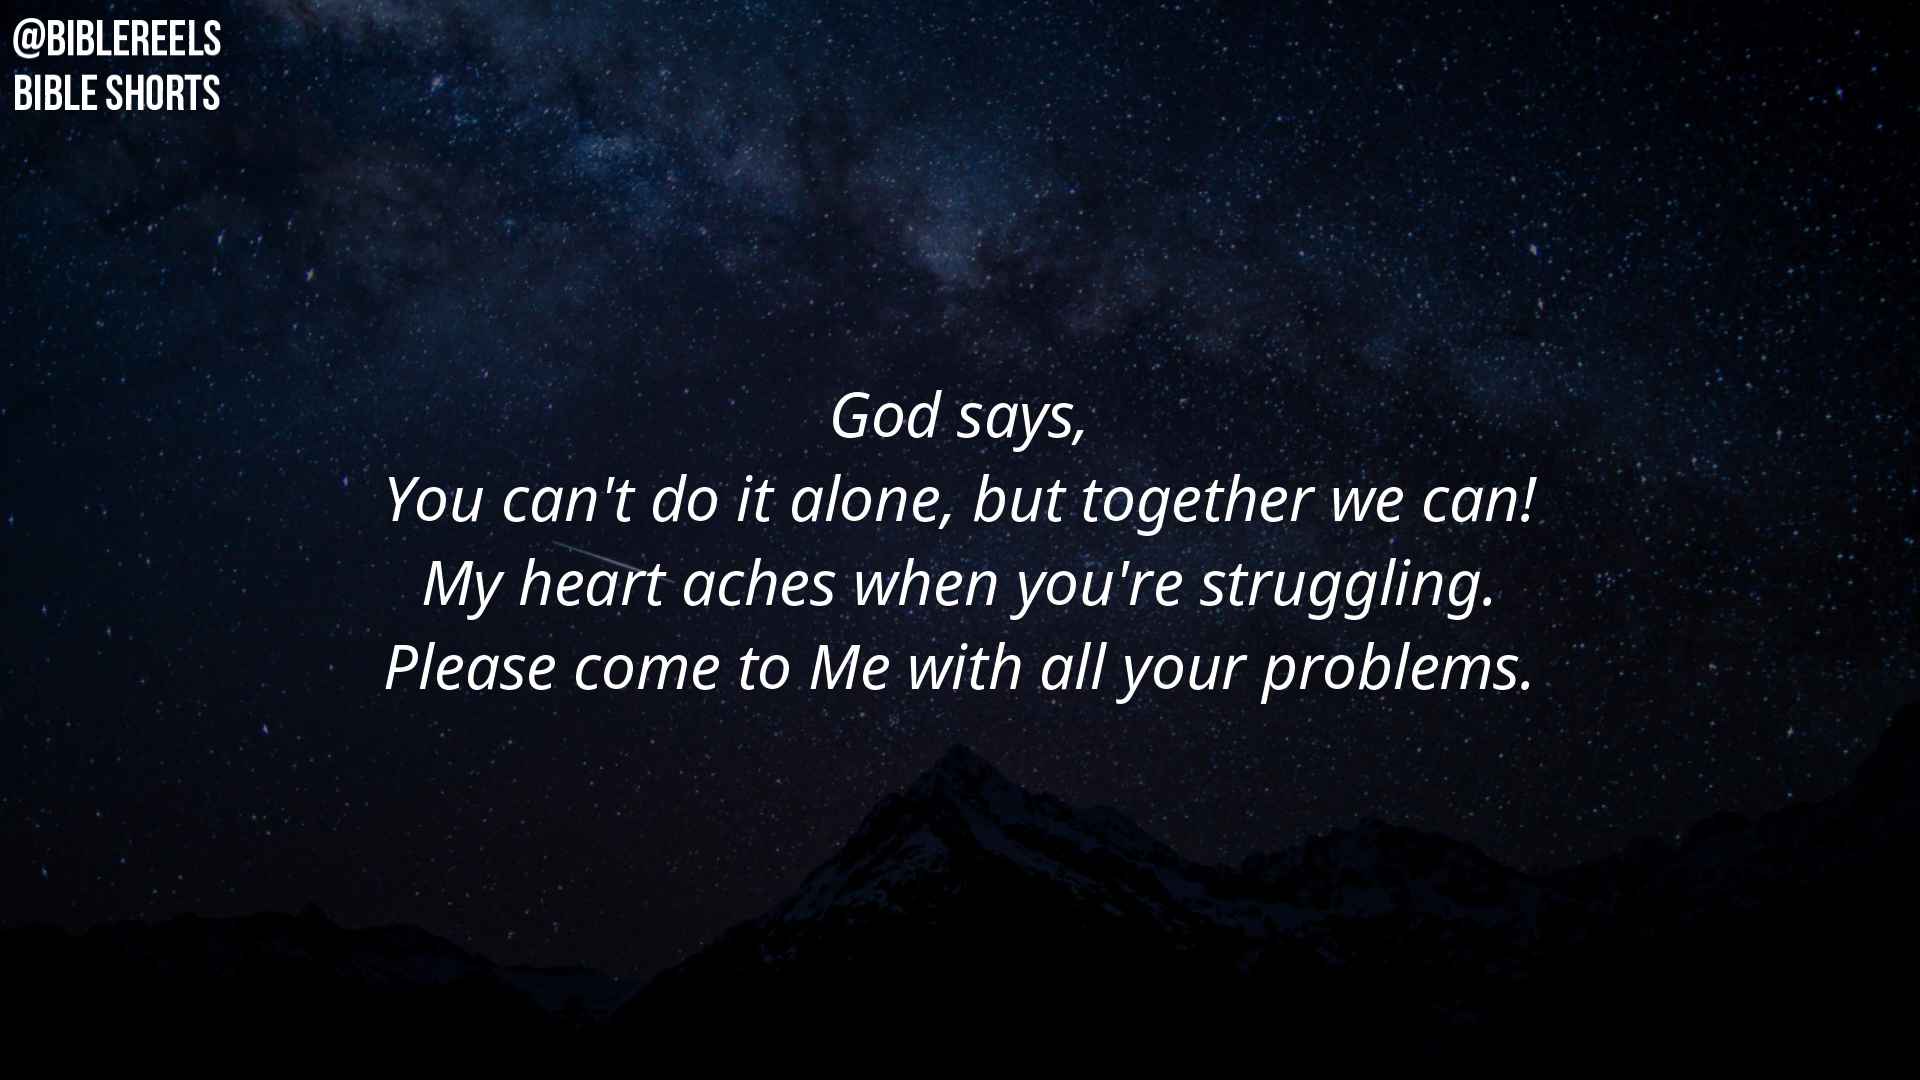 @BIBLEREELS
BIBLE SHORTS
God says,
You can't do it alone, but together we can!
My heart aches when you're struggling.
Please come to Me with all your problems.